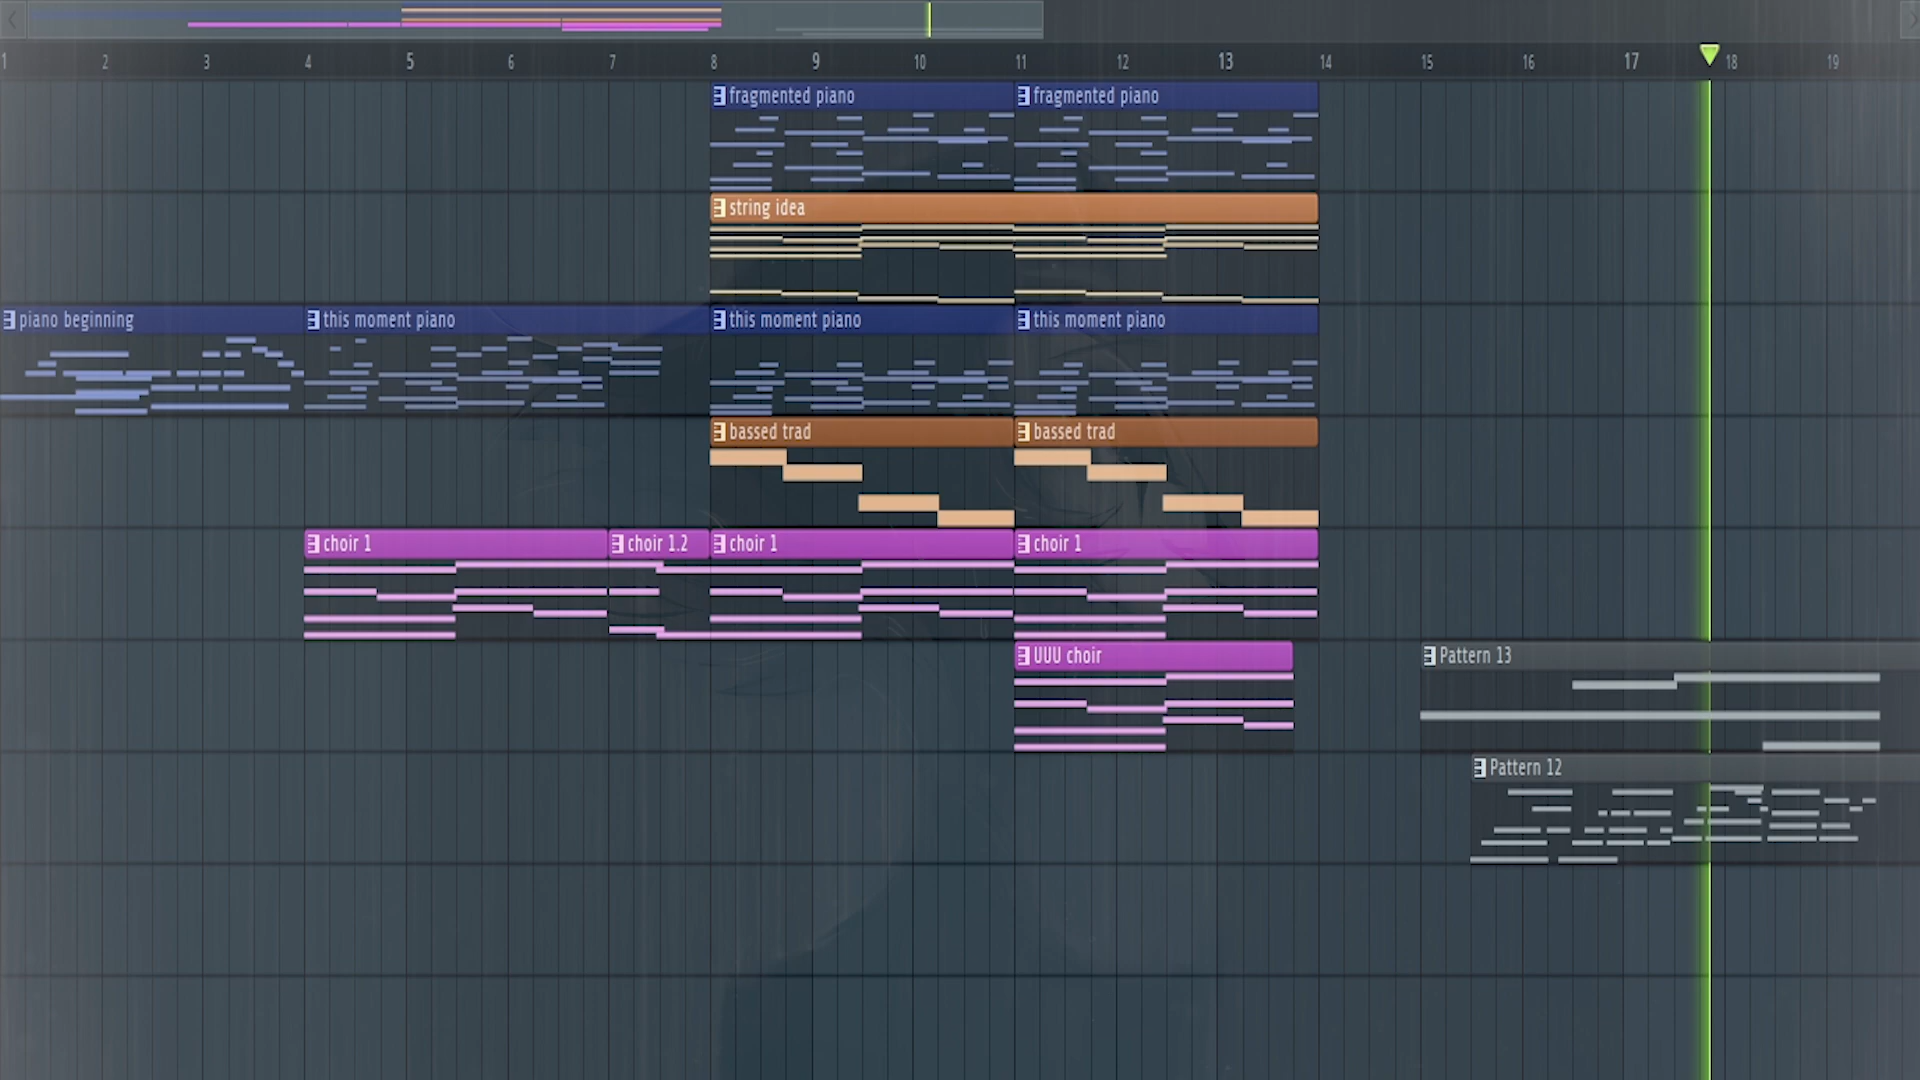 1 2 3 4 5 6 7 8 9 10 11 12 13 14 15 16 17 18 19
fragmented piano fragmented piano
string idea
piano beginning this moment piano this moment piano this moment piano
bassed trad bassed trad
choir 1 choir 1.2 choir 1 choir 1
UUU choir Pattern 13
Pattern 12